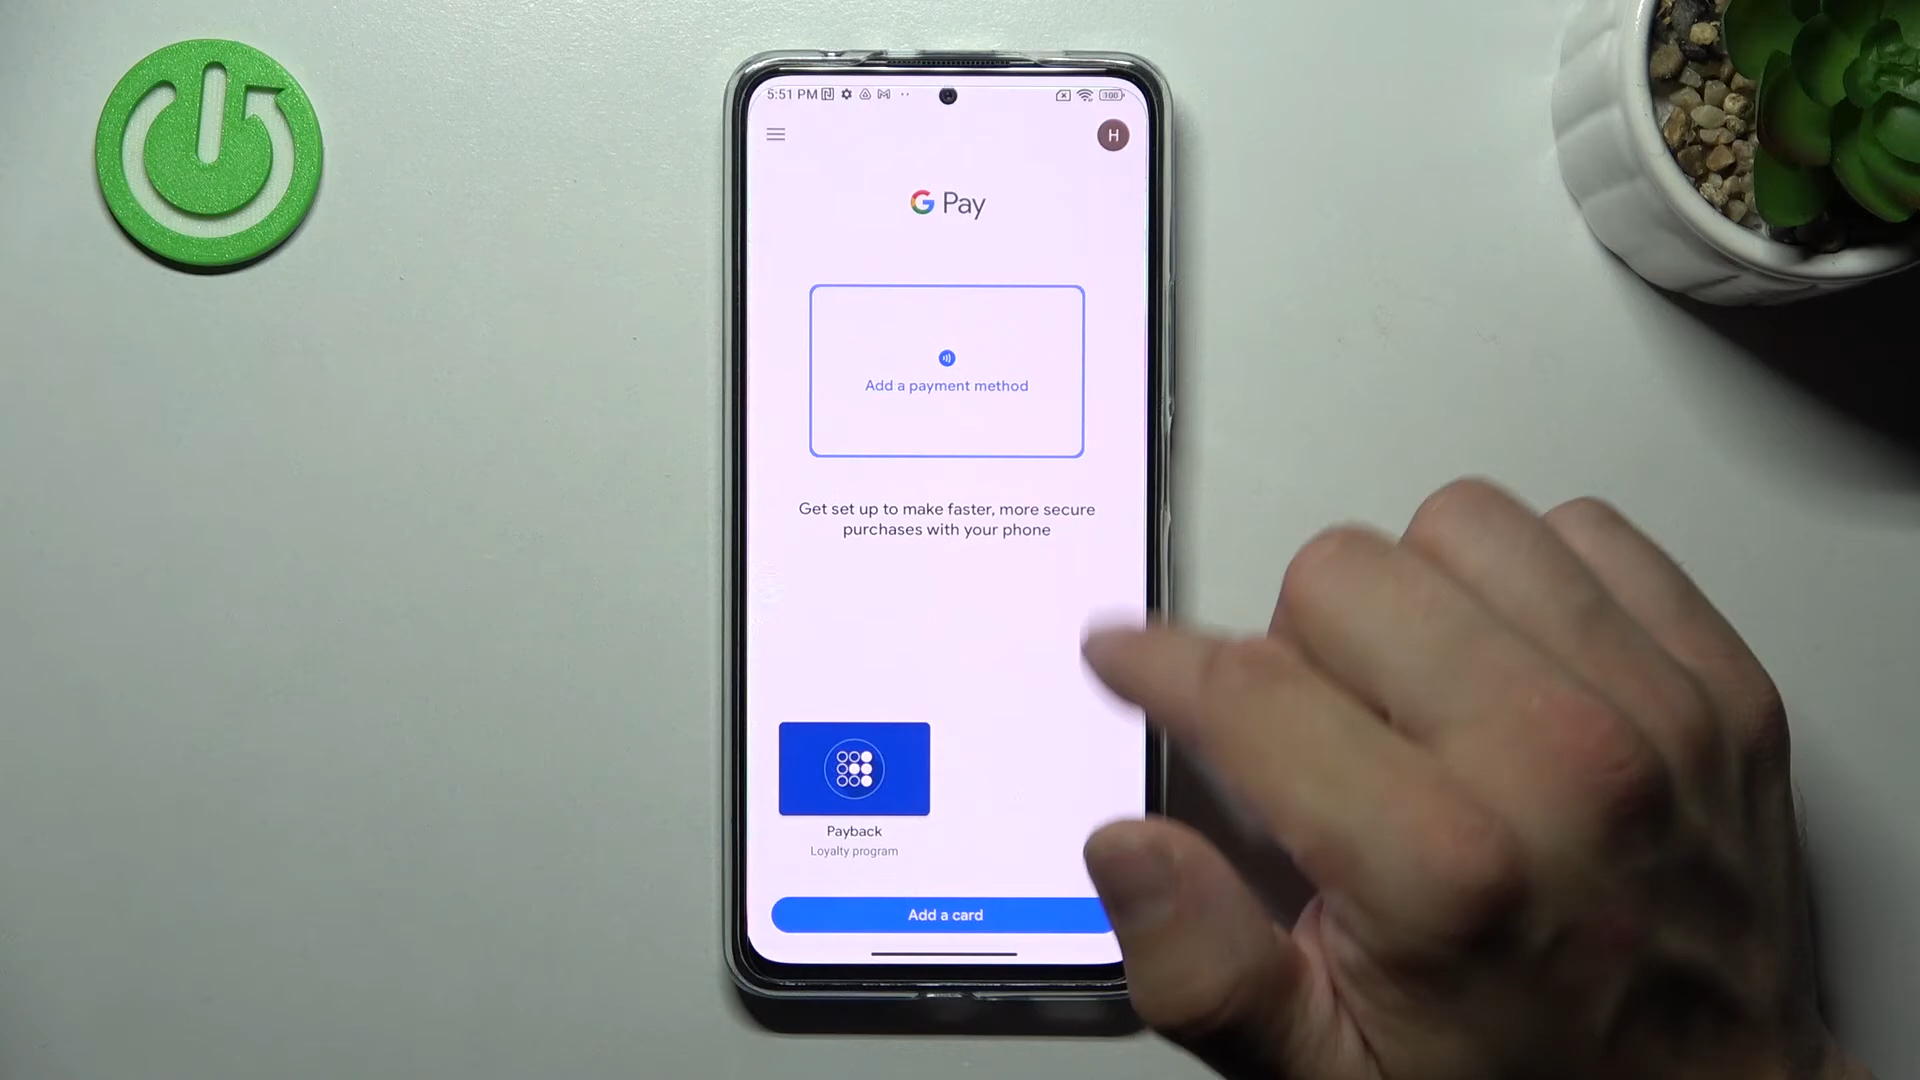 5:51 PM
100
H
G Pay
Add a payment method
Get set up to make faster, more secure
purchases with your phone
Payback
Loyalty program
Add a card